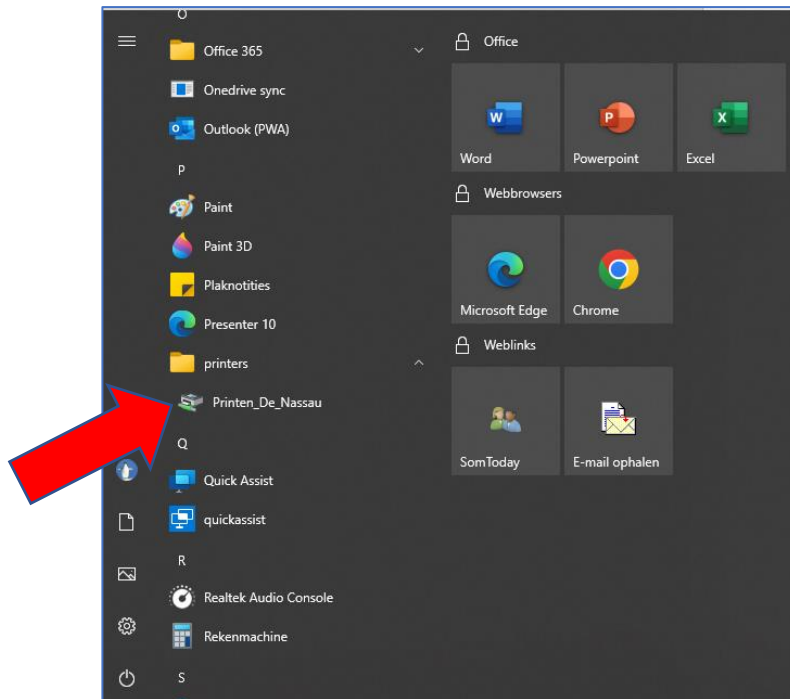 O
Office 365
Onedrive sync
Outlook (PWA)
P
Paint
Paint 3D
Plaknotities
Presenter 10
printers
Printen_De_Nassau
Q
Quick Assist
quickassist
R
Realtek Audio Console
Rekenmachine
S
Office
Word
Powerpoint
Excel
Webbrowsers
Microsoft Edge
Chrome
Weblinks
SomToday
E-mail ophalen